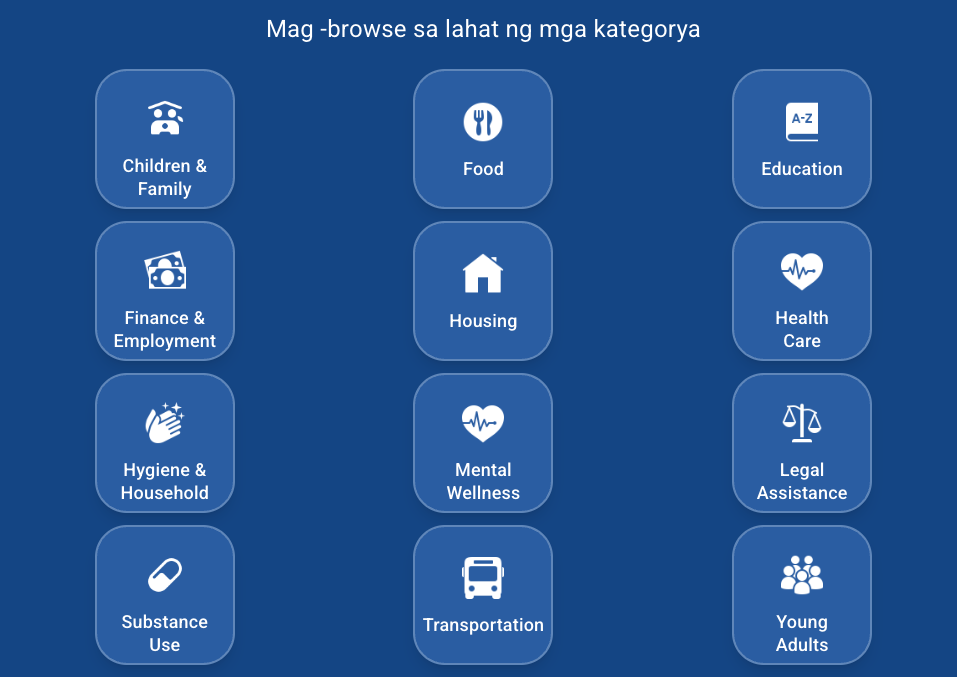 Mag -browse sa lahat ng mga kategorya
Children &
Family
Food
A-Z
Education
Finance &
Employment
Housing
Health
Care
Hygiene &
Household
Mental
Wellness
Legal
Assistance
Substance
Use
Transportation
Young
Adults